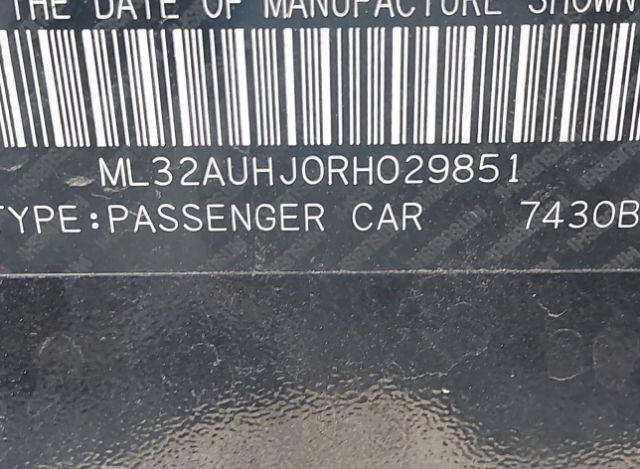 THE DATE OF MANUFACTURE SHOWN
ML32AUHJ0RH029851
TYPE:PASSENGER CAR 7430B